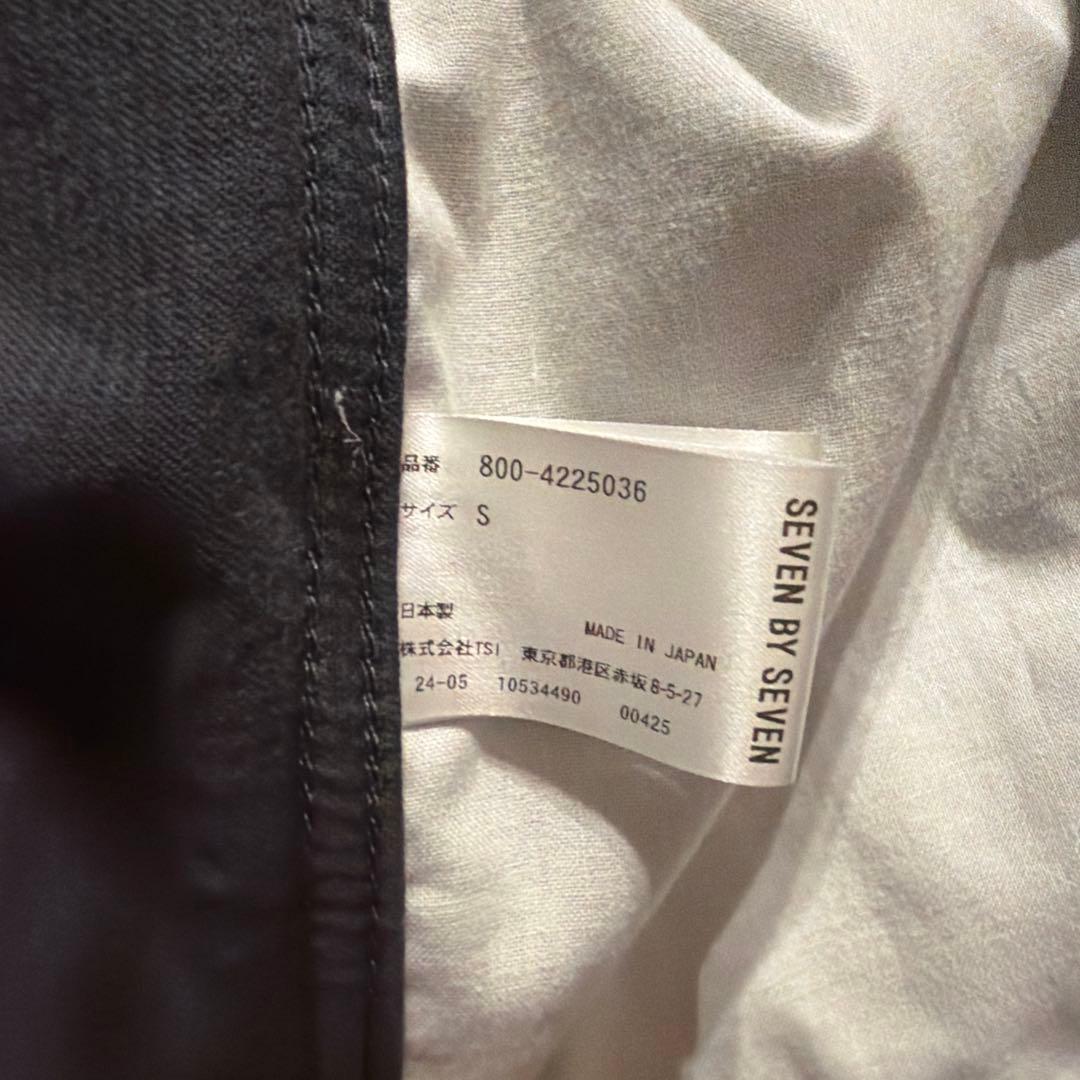 品番 800-4225036
サイズ S
日本製 MADE IN JAPAN
株式会社TSI 東京都港区赤坂8-5-27
24-05 10534490 00425
SEVEN BY SEVEN